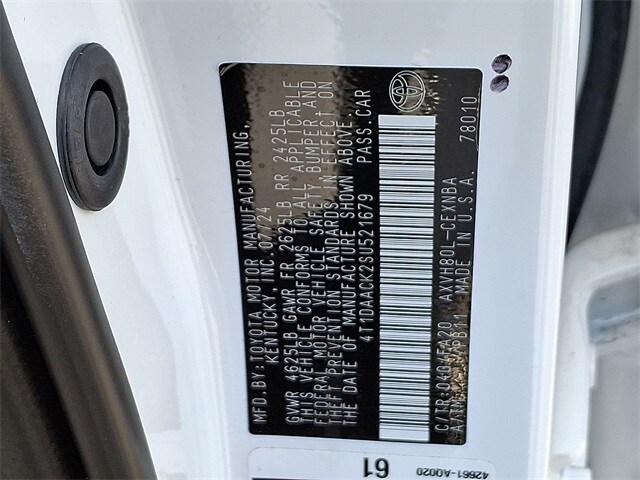 MFD. BY: TOYOTA MOTOR MANUFACTURING,
KENTUCKY, INC. 07/24
GVWR 4625LB GAWR FR 2625LB RR 2425LB
THIS VEHICLE CONFORMS TO ALL APPLICABLE
FEDERAL MOTOR VEHICLE SAFETY, BUMPER, AND
THEFT PREVENTION STANDARDS IN EFFECT ON
THE DATE OF MANUFACTURE SHOWN ABOVE.
4T1DAACK2SU521679 PASS.CAR
C/TR: AXVH80L-CEXNBA
MADE IN U.S.A. 78010
61
42661-AQ020